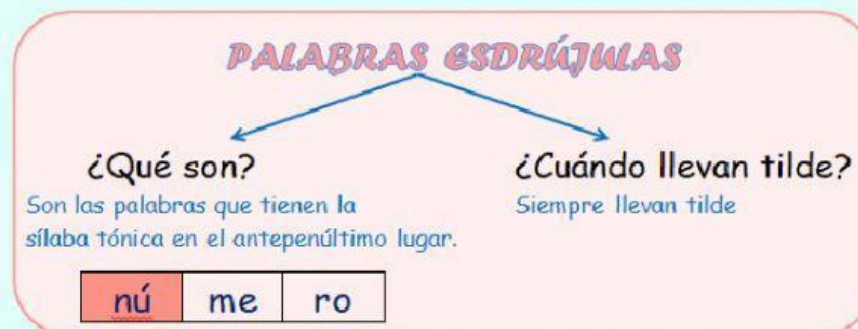 PALABRAS ESDRÚJULAS
¿Qué son?
Son las palabras que tienen la
sílaba tónica en el antepenúltimo lugar.
nú me ro
¿Cuándo llevan tilde?
Siempre llevan tilde